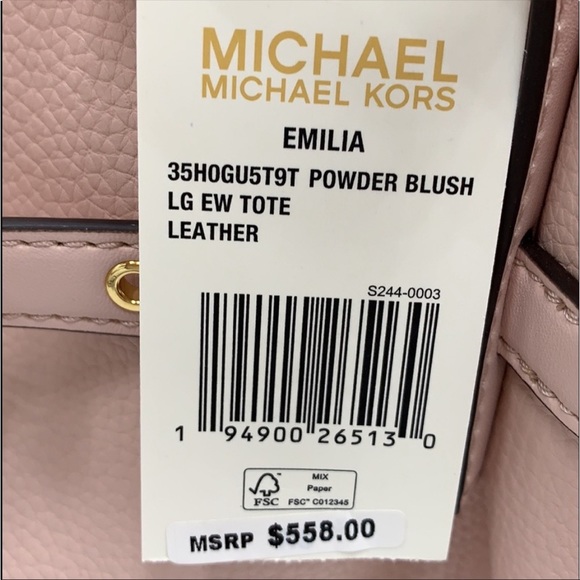 MICHAEL
MICHAEL KORS
EMILIA
35H0GU5T9T POWDER BLUSH
LG EW TOTE
LEATHER
S244-0003
1 94900 26513 0
FSC
MIX
Paper
FSC® C012345
MSRP $558.00